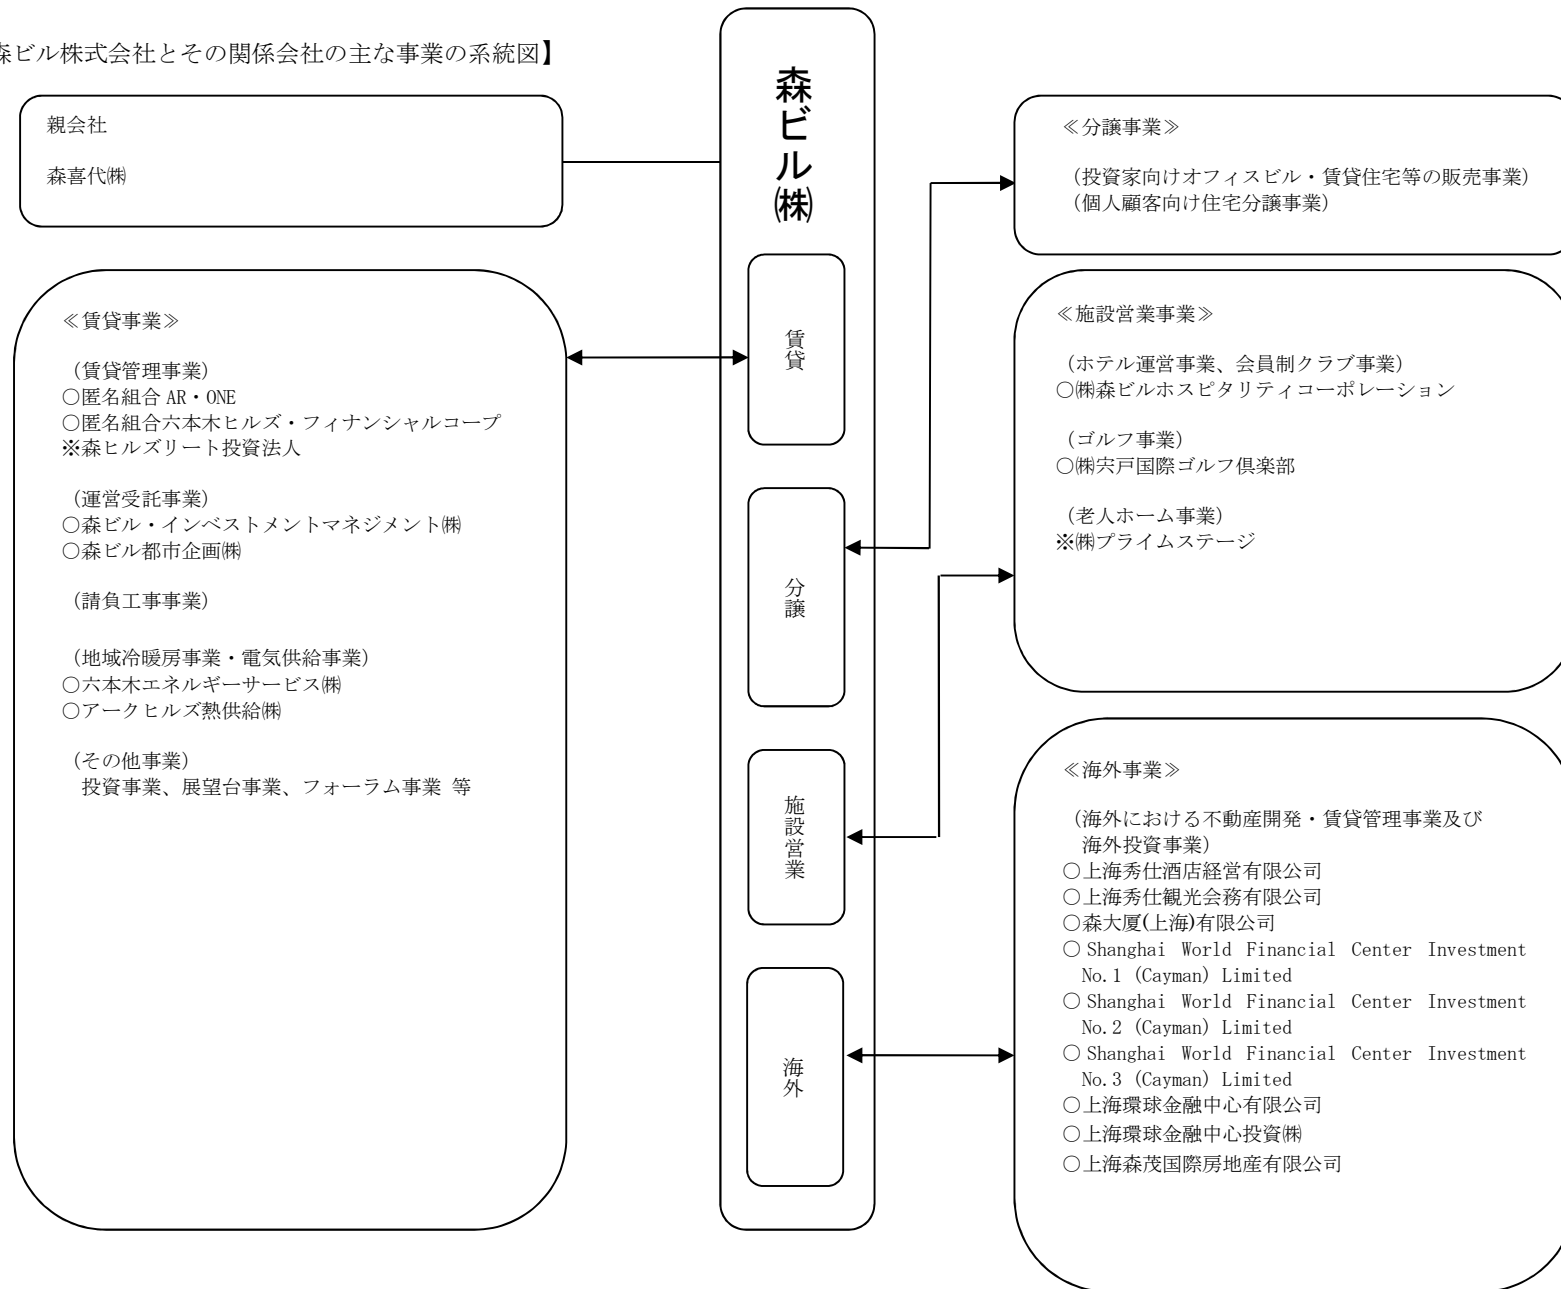 森ビル株式会社とその関係会社の主な事業の系統図】
親会社
森喜代㈱
森ビル㈱
賃貸
分譲
施設営業
海外
≪賃貸事業≫
(賃貸管理事業)
○匿名組合 AR・ONE
○匿名組合六本木ヒルズ・フィナンシャルコープ
※森ヒルズリート投資法人
(運営受託事業)
○森ビル・インベストメントマネジメント㈱
○森ビル都市企画㈱
(請負工事事業)
(地域冷暖房事業・電気供給事業)
○六本木エネルギーサービス㈱
○アークヒルズ熱供給㈱
(その他事業)
投資事業、展望台事業、フォーラム事業 等
≪分譲事業≫
(投資家向けオフィスビル・賃貸住宅等の販売事業)
(個人顧客向け住宅分譲事業)
≪施設営業事業≫
(ホテル運営事業、会員制クラブ事業)
○㈱森ビルホスピタリティコーポレーション
(ゴルフ事業)
○㈱宍戸国際ゴルフ倶楽部
(老人ホーム事業)
※㈱プライムステージ
≪海外事業≫
(海外における不動産開発・賃貸管理事業及び
海外投資事業)
○上海秀仕酒店経営有限公司
○上海秀仕観光会務有限公司
○森大厦(上海)有限公司
○Shanghai World Financial Center Investment
No.1 (Cayman) Limited
○Shanghai World Financial Center Investment
No.2 (Cayman) Limited
○Shanghai World Financial Center Investment
No.3 (Cayman) Limited
○上海環球金融中心有限公司
○上海環球金融中心投資㈱
○上海森茂国際房地産有限公司